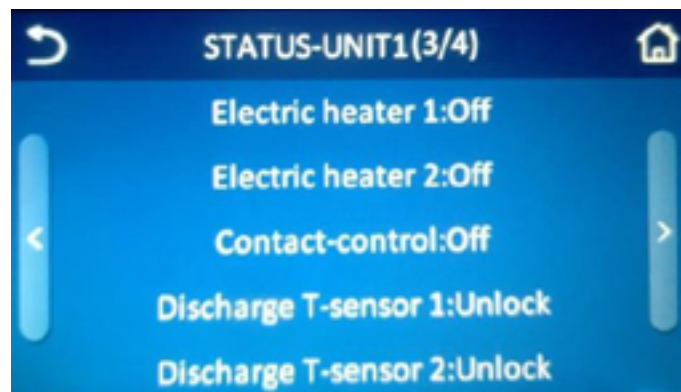 STATUS-UNIT1(3/4)
Electric heater 1:Off
Electric heater 2:Off
Contact-control:Off
Discharge T-sensor 1:Unlock
Discharge T-sensor 2:Unlock